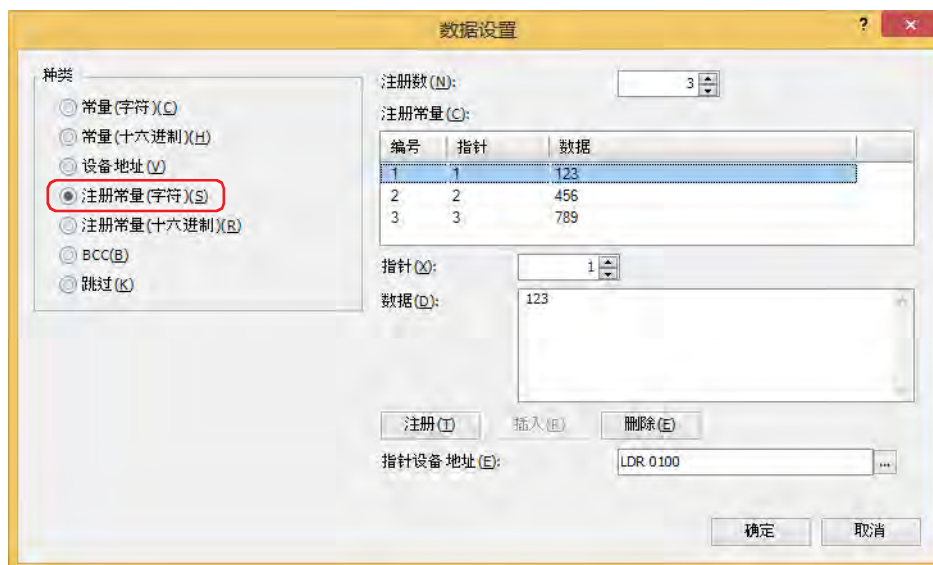 数据设置
?
种类
常量(字符)(C)
常量(十六进制)(H)
设备地址(V)
注册常量(字符)(S)
注册常量(十六进制)(R)
BCC(B)
跳过(K)
注册数(N):
3
注册常量(C):
编号 指针 数据
1 1 123
2 2 456
3 3 789
指针(X):
1
数据(D):
123
注册(T) 插入(R) 删除(E)
指针设备地址(E):
LDR 0100
...
确定 取消